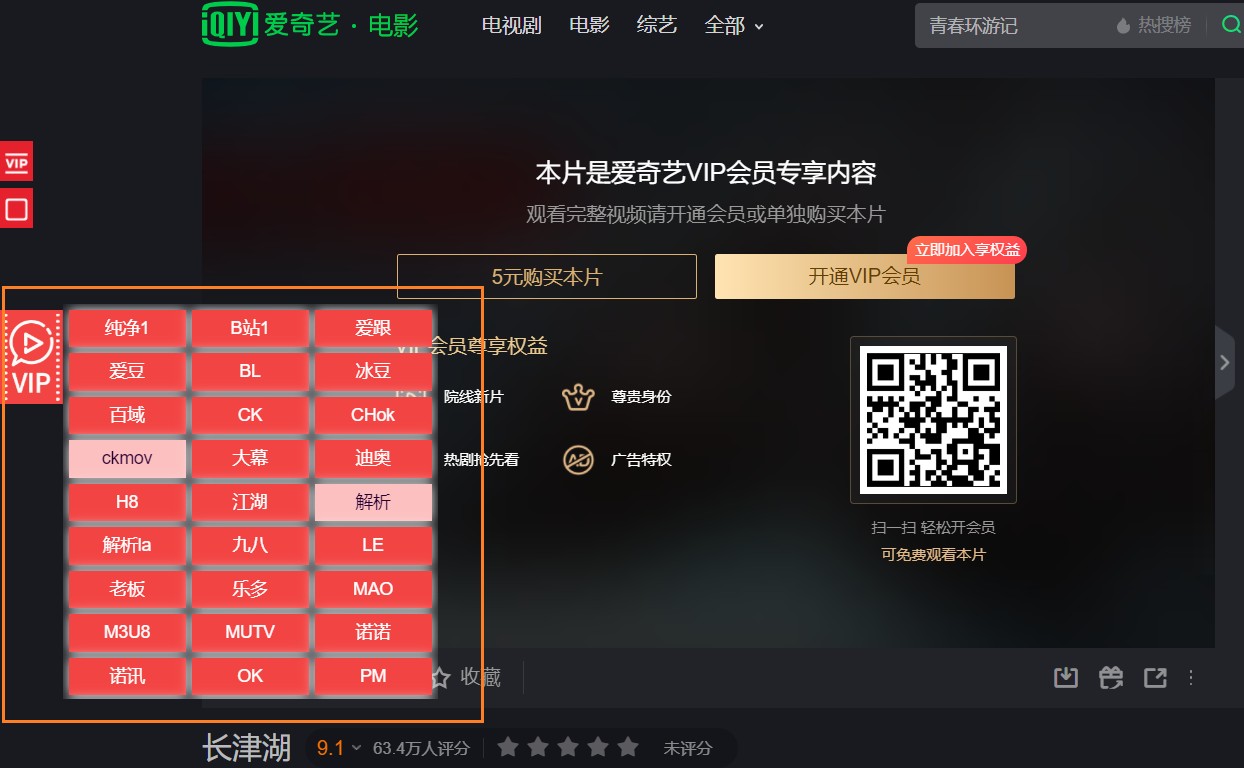 iQIYI 爱奇艺·电影 电视剧 电影 综艺 全部 青春环游记 热搜榜
本片是爱奇艺VIP会员专享内容
VIP
观看完整视频请开通会员或单独购买本片
立即加入享权益
5元购买本片 开通VIP会员
VIP
纯净1 B站1 爱跟
VIP会员尊享权益
爱豆 BL 冰豆
院线新片 尊贵身份
百域 CK CHok
ckmov 大幕 迪奥
热剧抢先看 广告特权
H8 江湖 解析
扫一扫 轻松开会员
解析la 九八 LE
可免费观看本片
老板 乐多 MAO
M3U8 MUTV 诺诺
诺讯 OK PM
收藏
长津湖 9.1 63.4万人评分 未评分